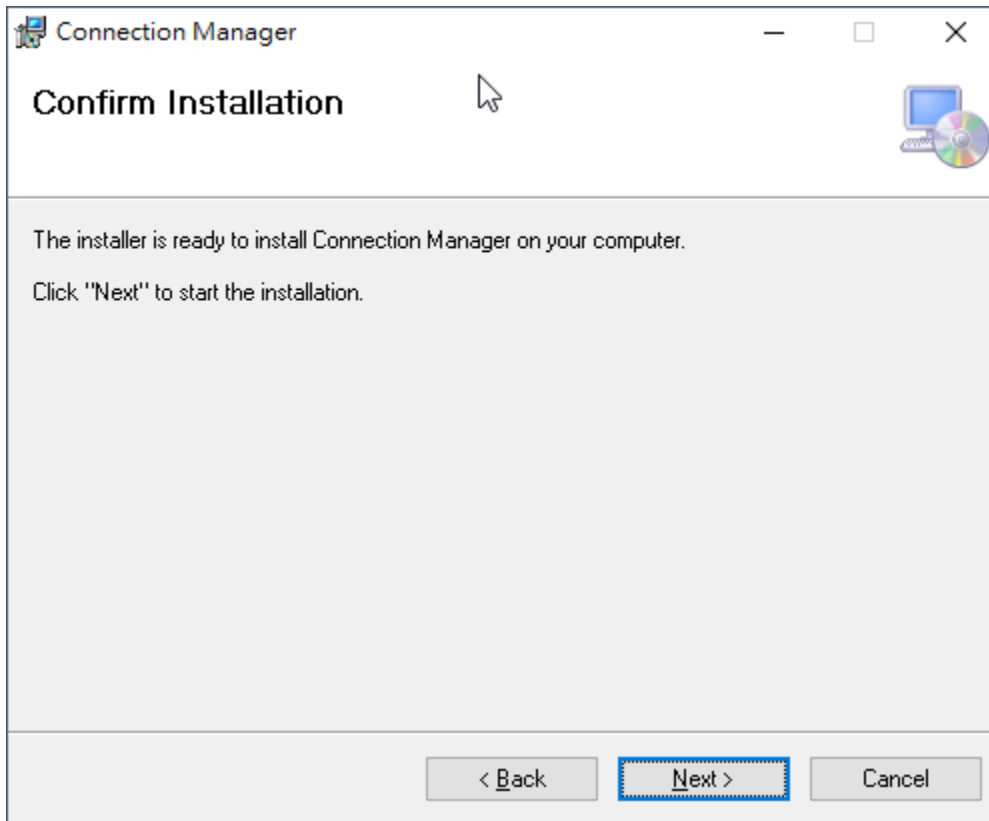 Connection Manager
Confirm Installation
The installer is ready to install Connection Manager on your computer.
Click "Next" to start the installation.
< Back
Next >
Cancel